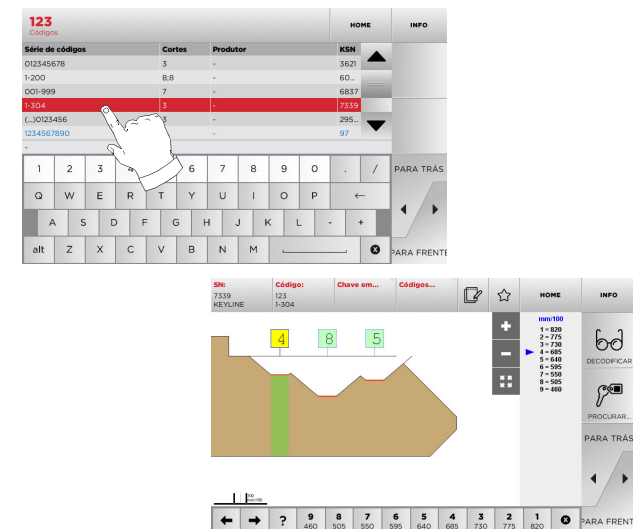 123
Códigos
HOME
INFO
Série de códigos Cortes Produtor KSN
012345678 3 - 3621
1-200 8;8 - 60...
001-999 7 - 6837
1-304 3 - 7339
(...)0123456 3 - 295...
1234567890 - 97
-
1 2 3 4 6 7 8 9 0 . / PARA TRÁS
Q W E R T Y U I O P ←
A S D F G H J K L - +
alt Z X C V B N M PARA FRENTE
SN: Código: Chave em... Códigos... HOME INFO
7339 123
KEYLINE 1-304
mm/100
1 = 820
2 = 775
3 = 730
4 = 685
5 = 640
6 = 595
7 = 550
8 = 505
9 = 460
4 8 5
DECODIFICAR
PROCURAR...
PARA TRÁS
100
mm/100
? 9 8 7 6 5 4 3 2 1 PARA FRENT
460 505 550 595 640 685 730 775 820